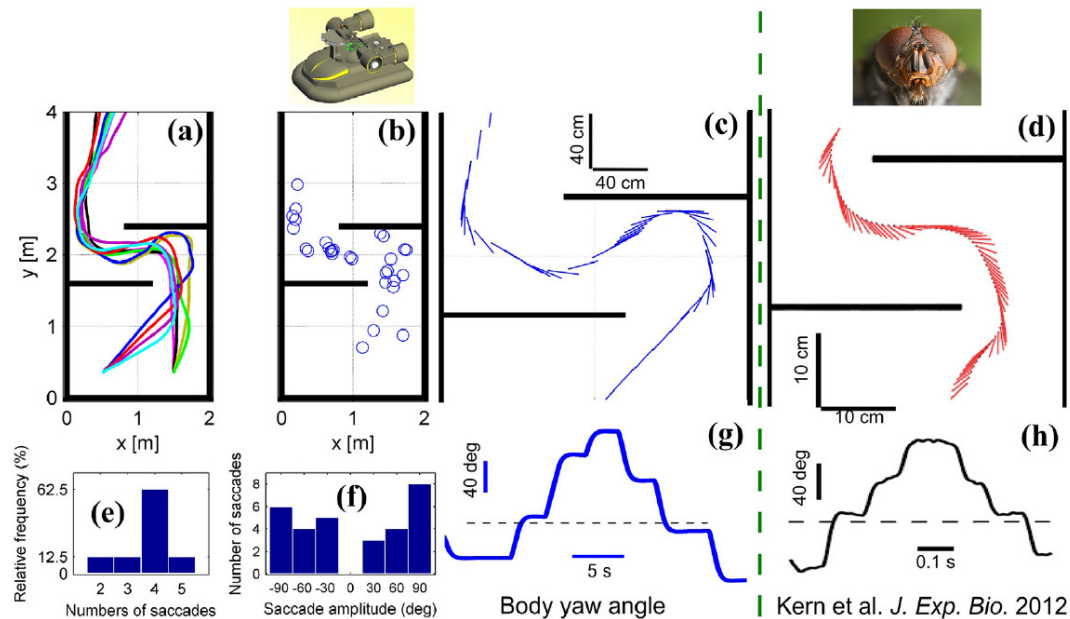 (a)
4
3
2
1
0
y [m]
0 1 2
x [m]
(b)
0 1 2
x [m]
(c)
40 cm
40 cm
(d)
10 cm
10 cm
(e)
Relative frequency (%)
62.5
12.5
0
2 3 4 5
Numbers of saccades
(f)
Number of saccades
8
6
4
2
0
-90 -60 -30 0 30 60 90
Saccade amplitude (deg)
(g)
40 deg
5 s
Body yaw angle
(h)
40 deg
0.1 s
Kern et al. J. Exp. Bio. 2012